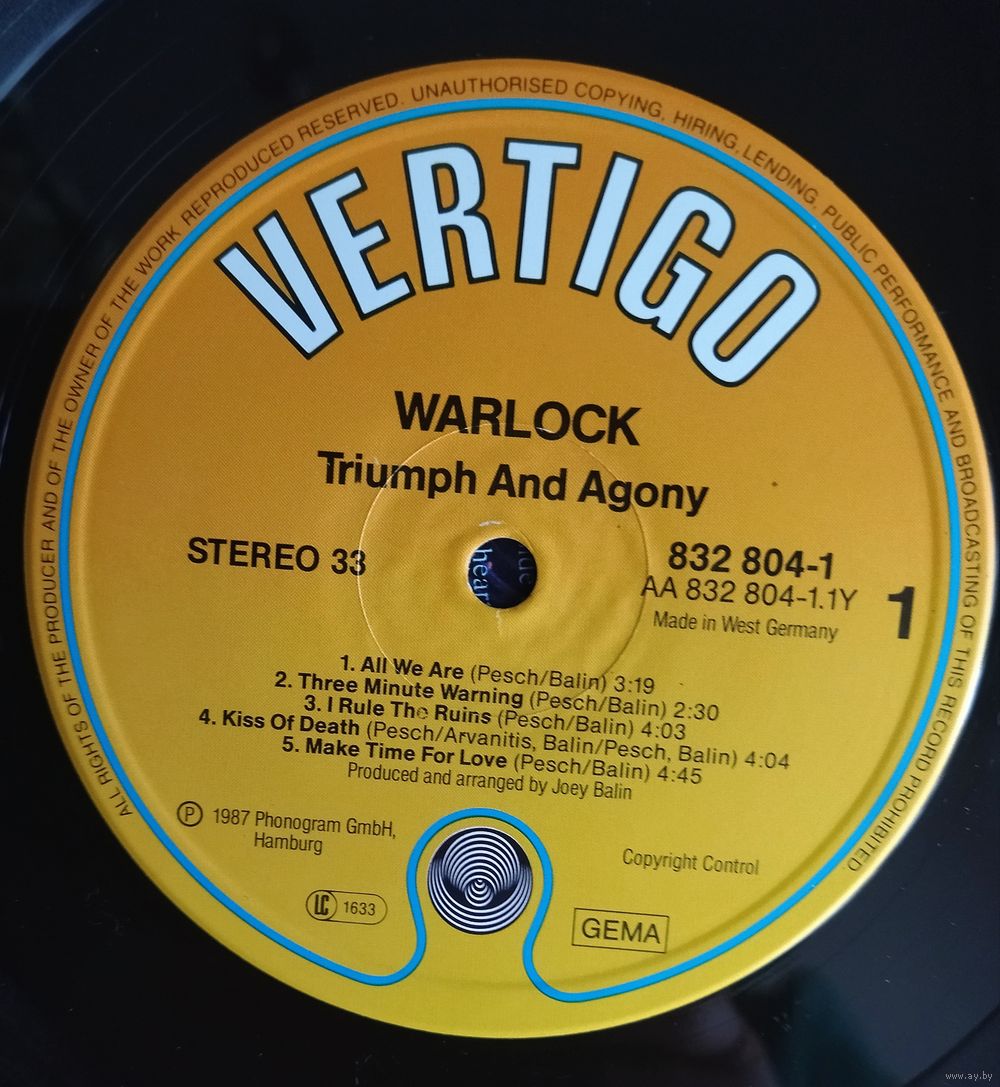 ALL RIGHTS OF THE PRODUCER AND OF THE OWNER OF THE WORK REPRODUCED RESERVED. UNAUTHORISED COPYING, HIRING, LENDING, PUBLIC PERFORMANCE AND BROADCASTING OF THIS RECORD PROHIBITED.
VERTIGO
WARLOCK
Triumph And Agony
STEREO 33
832 804-1
AA 832 804-1.1Y
Made in West Germany
1
hear
1. All We Are (Pesch/Balin) 3:19
2. Three Minute Warning (Pesch/Balin) 2:30
3. I Rule The Ruins (Pesch/Balin) 4:03
4. Kiss Of Death (Pesch/Arvanitis, Balin/Pesch, Balin) 4:04
5. Make Time For Love (Pesch/Balin) 4:45
Produced and arranged by Joey Balin
Ⓟ 1987 Phonogram GmbH,
Hamburg
Copyright Control
LC 1633
GEMA
www.ay.by